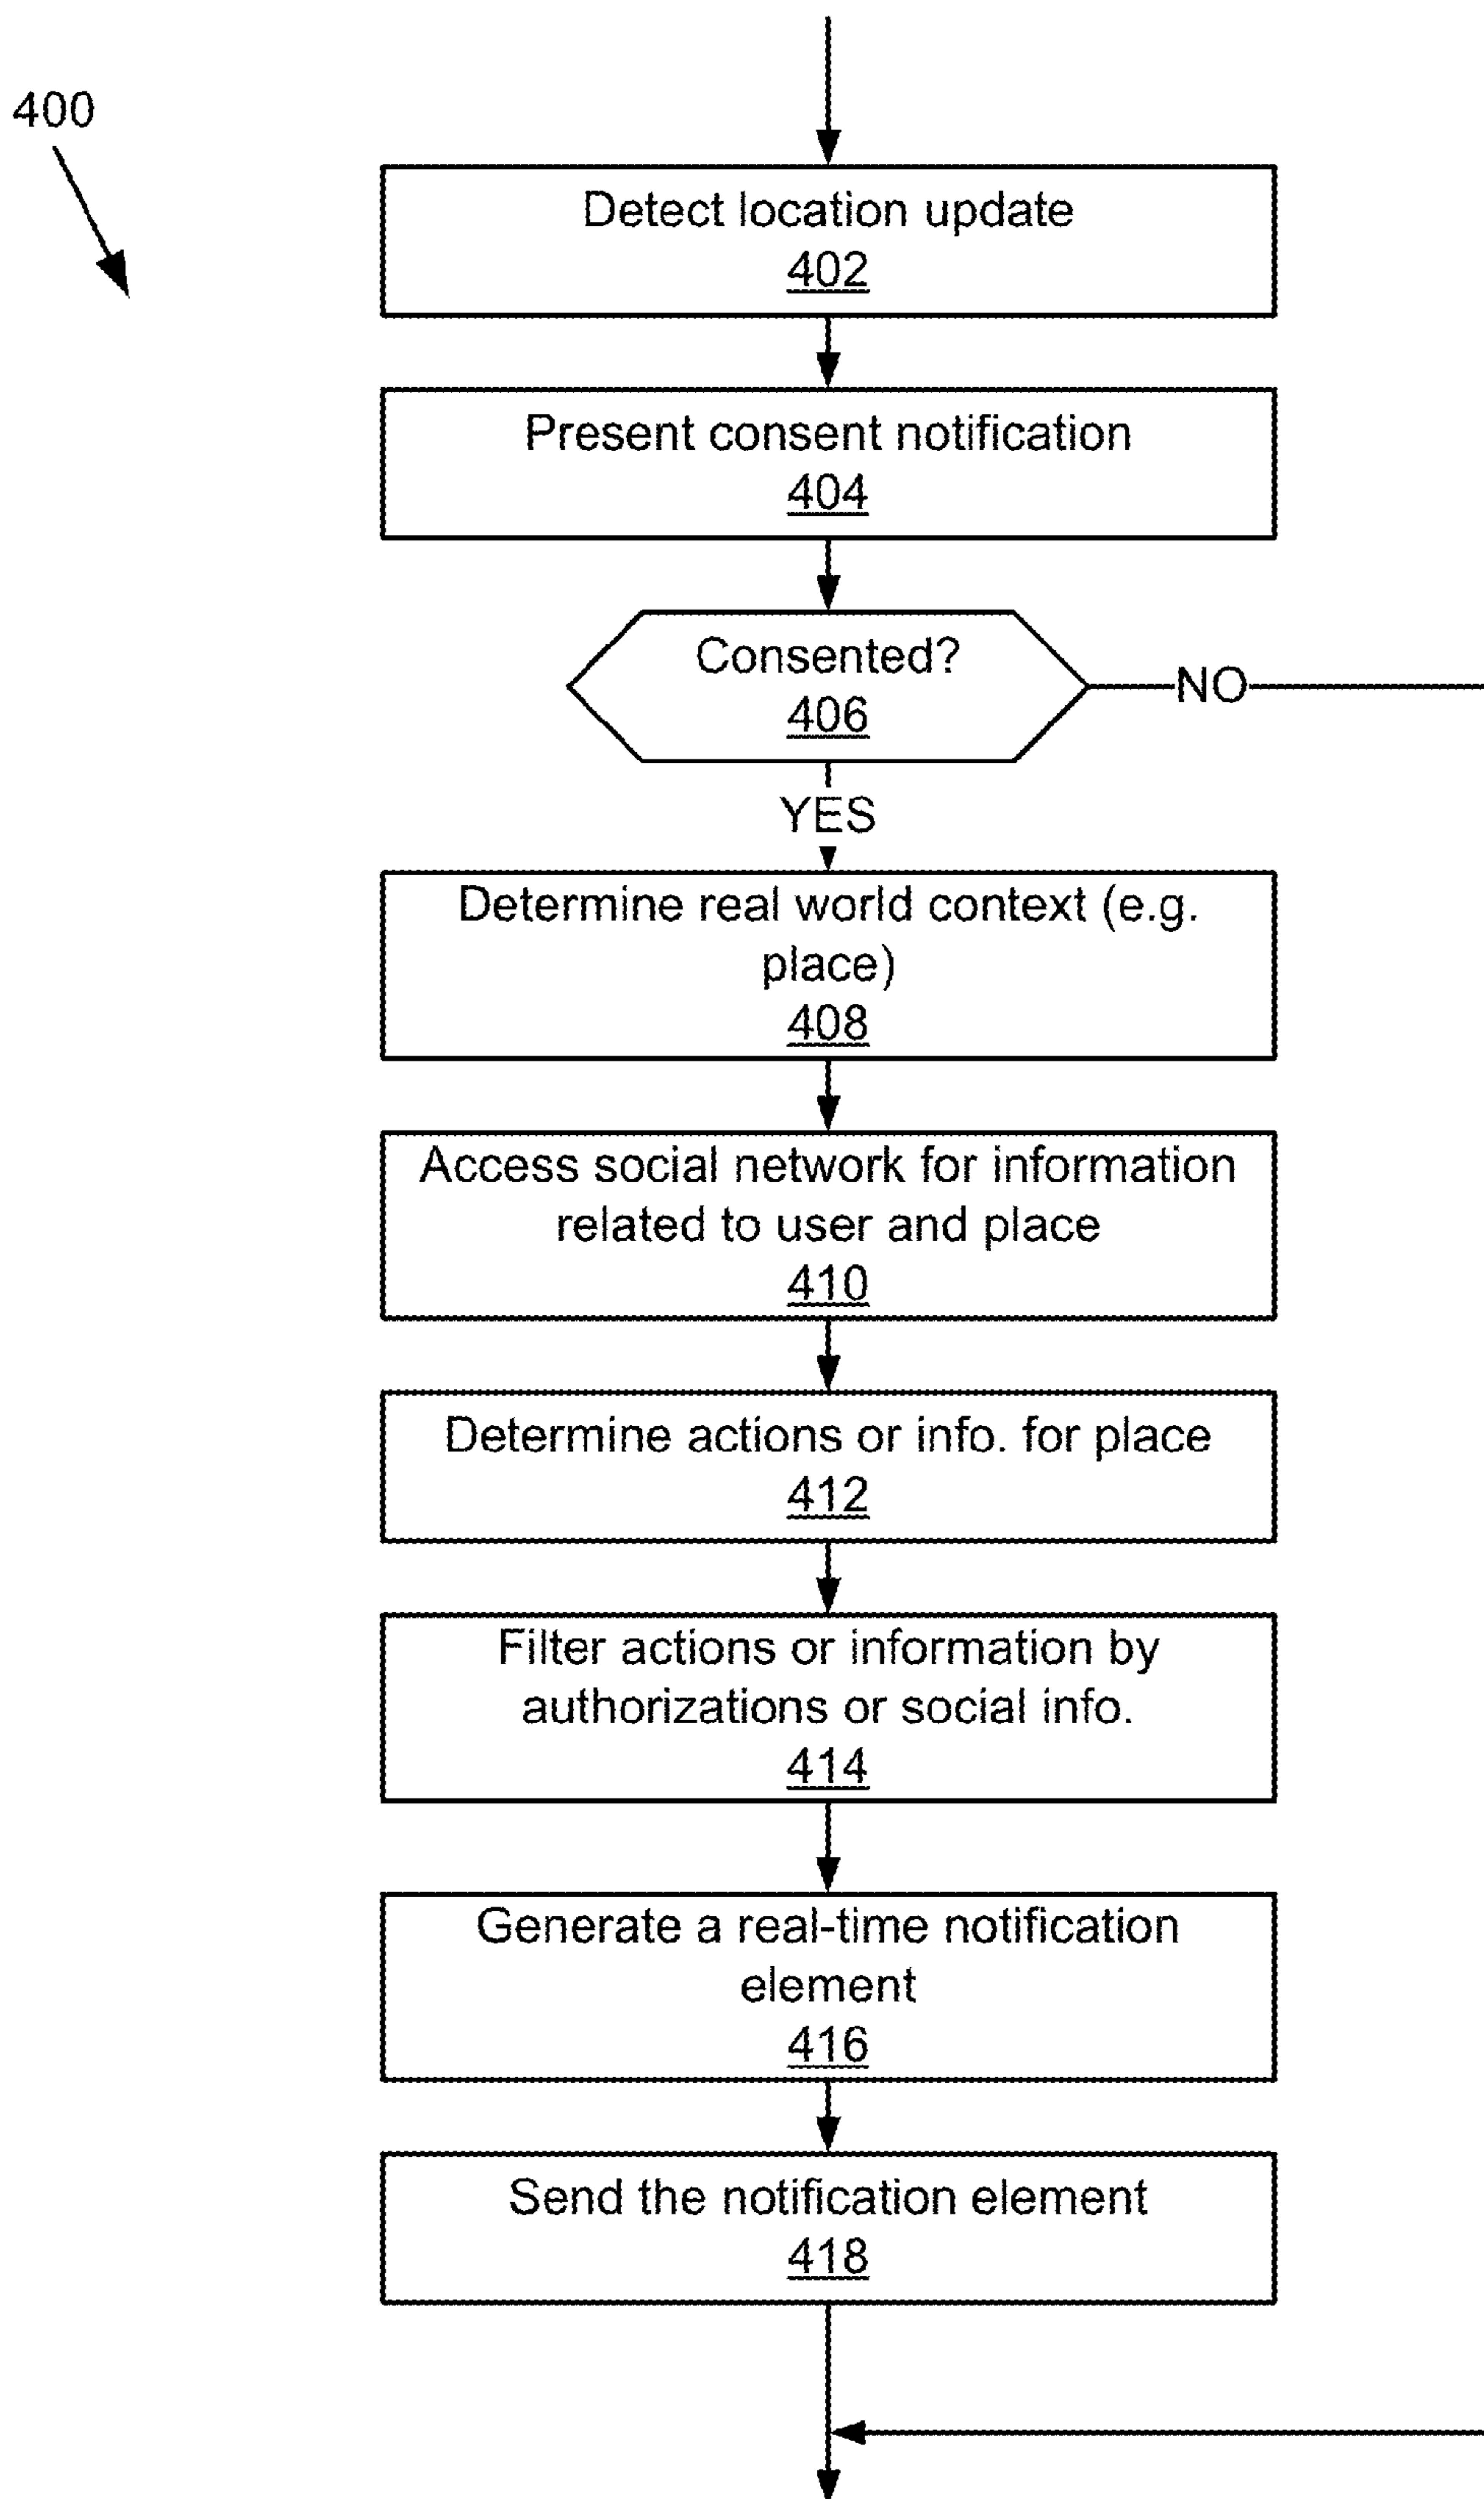 400
Detect location update
402
Present consent notification
404
Consented?
406
NO
YES
Determine real world context (e.g.
place)
408
Access social network for information
related to user and place
410
Determine actions or info. for place
412
Filter actions or information by
authorizations or social info.
414
Generate a real-time notification
element
416
Send the notification element
418